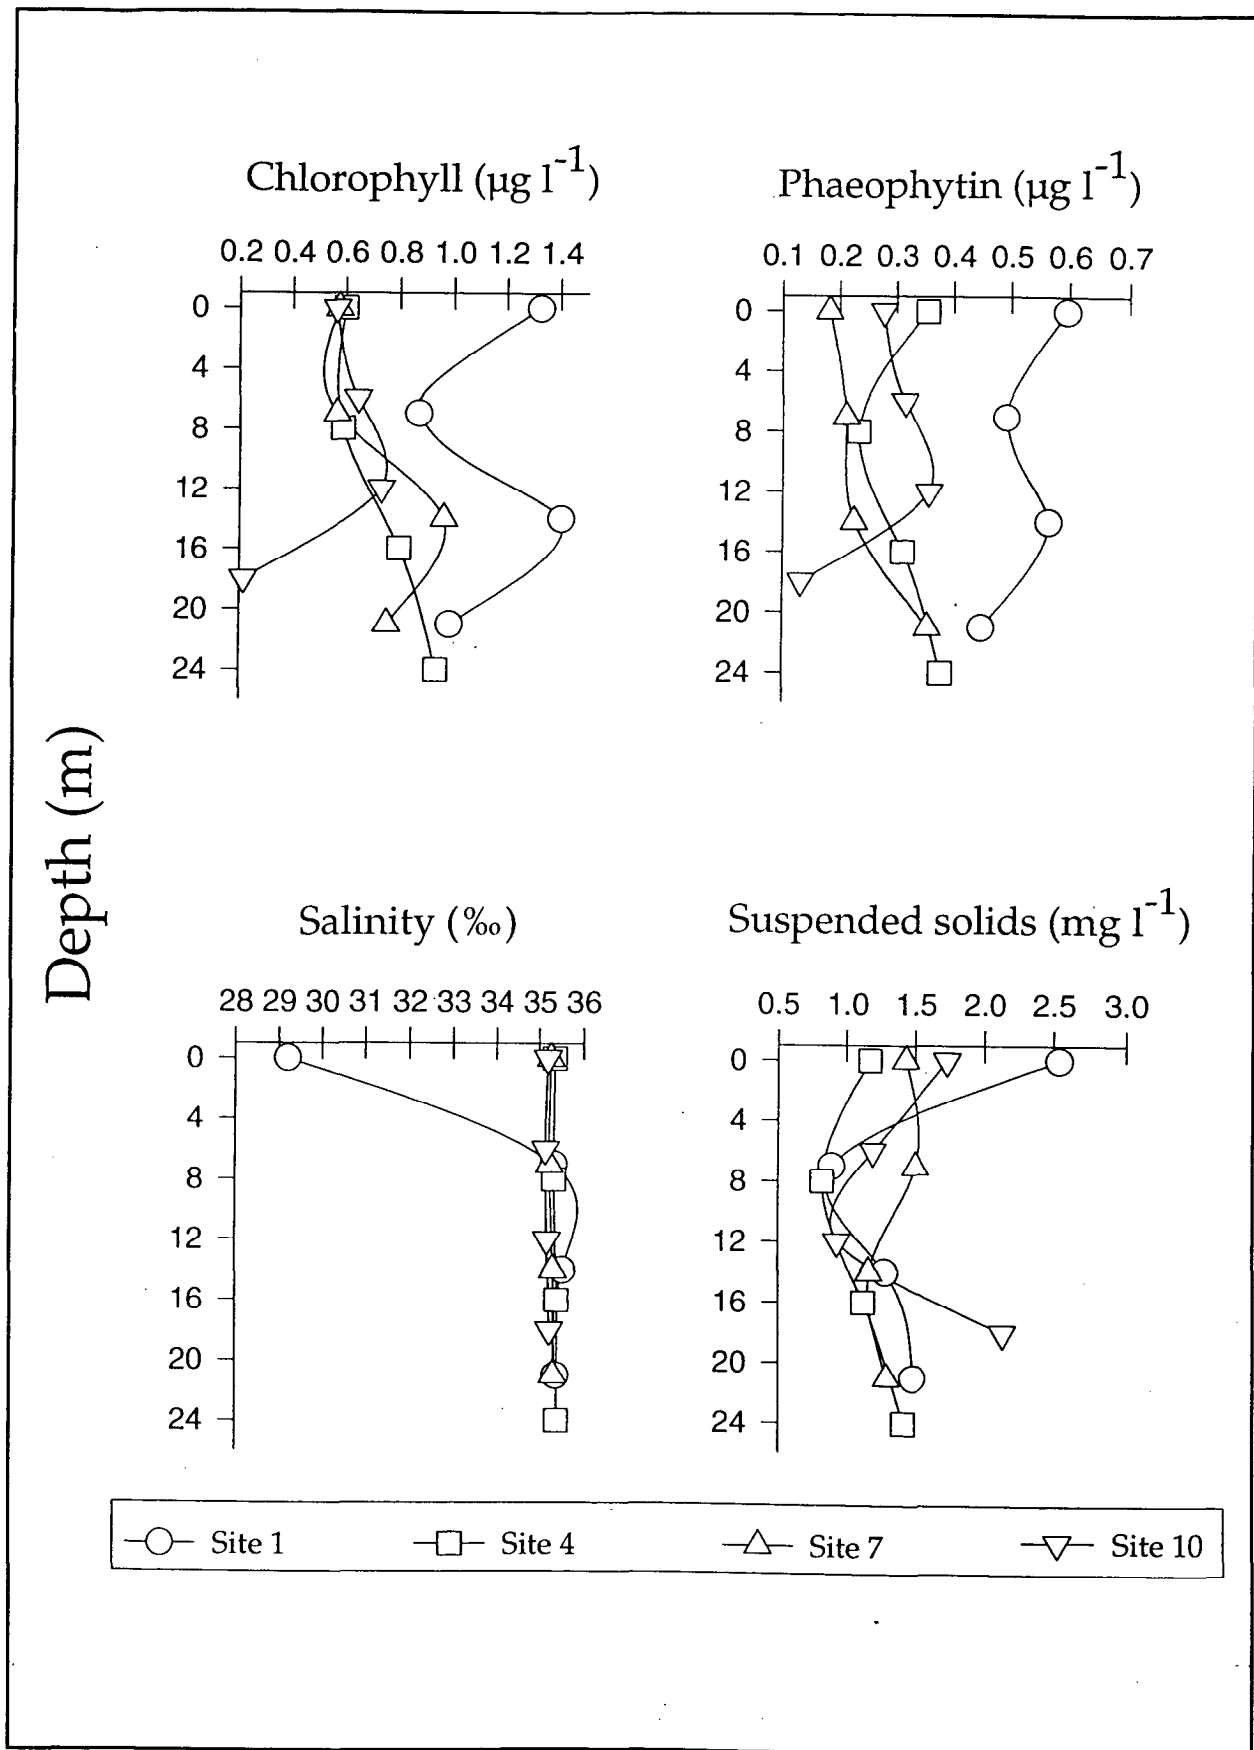 Chlorophyll (µg l⁻¹)
0.2 0.4 0.6 0.8 1.0 1.2 1.4
0
4
8
12
16
20
24
Phaeophytin (µg l⁻¹)
0.1 0.2 0.3 0.4 0.5 0.6 0.7
0
4
8
12
16
20
24
Depth (m)
Salinity (‰)
28 29 30 31 32 33 34 35 36
0
4
8
12
16
20
24
Suspended solids (mg l⁻¹)
0.5 1.0 1.5 2.0 2.5 3.0
0
4
8
12
16
20
24
Site 1 Site 4 Site 7 Site 10